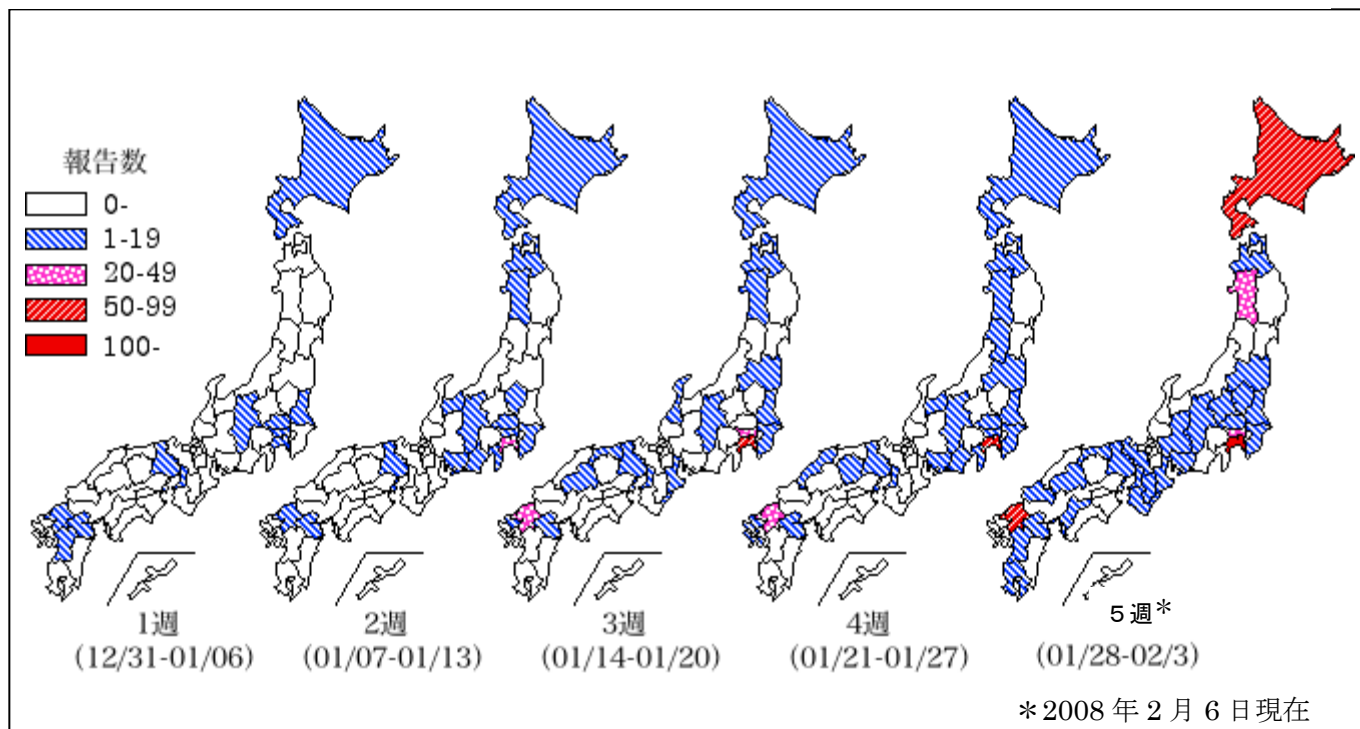 報告数
0-
1-19
20-49
50-99
100-
1週
(12/31-01/06)
2週
(01/07-01/13)
3週
(01/14-01/20)
4週
(01/21-01/27)
5週*
(01/28-02/3)
*2008年2月6日現在